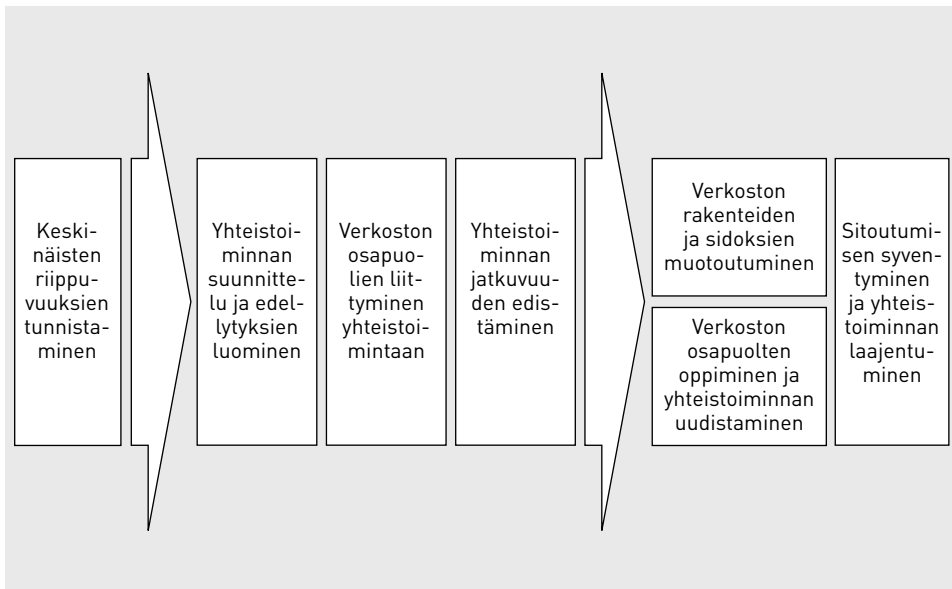 Keski-
näisten
riippu-
vuuksien
tunnista-
minen
Yhteistoi-
minnan
suunnitte-
lu ja edel-
lytyksien
luominen
Verkoston
osapuo-
lien liit-
tyminen
yhteistoi-
mintaan
Yhteistoi-
minnan
jatkuvuu-
den edis-
täminen
Verkoston
rakenteiden
ja sidoksien
muotoutuminen
Verkoston
osapuolten
oppiminen ja
yhteistoiminnan
uudistaminen
Sitoutumi-
sen syven-
tyminen
ja yhteis-
toiminnan
laajentu-
minen